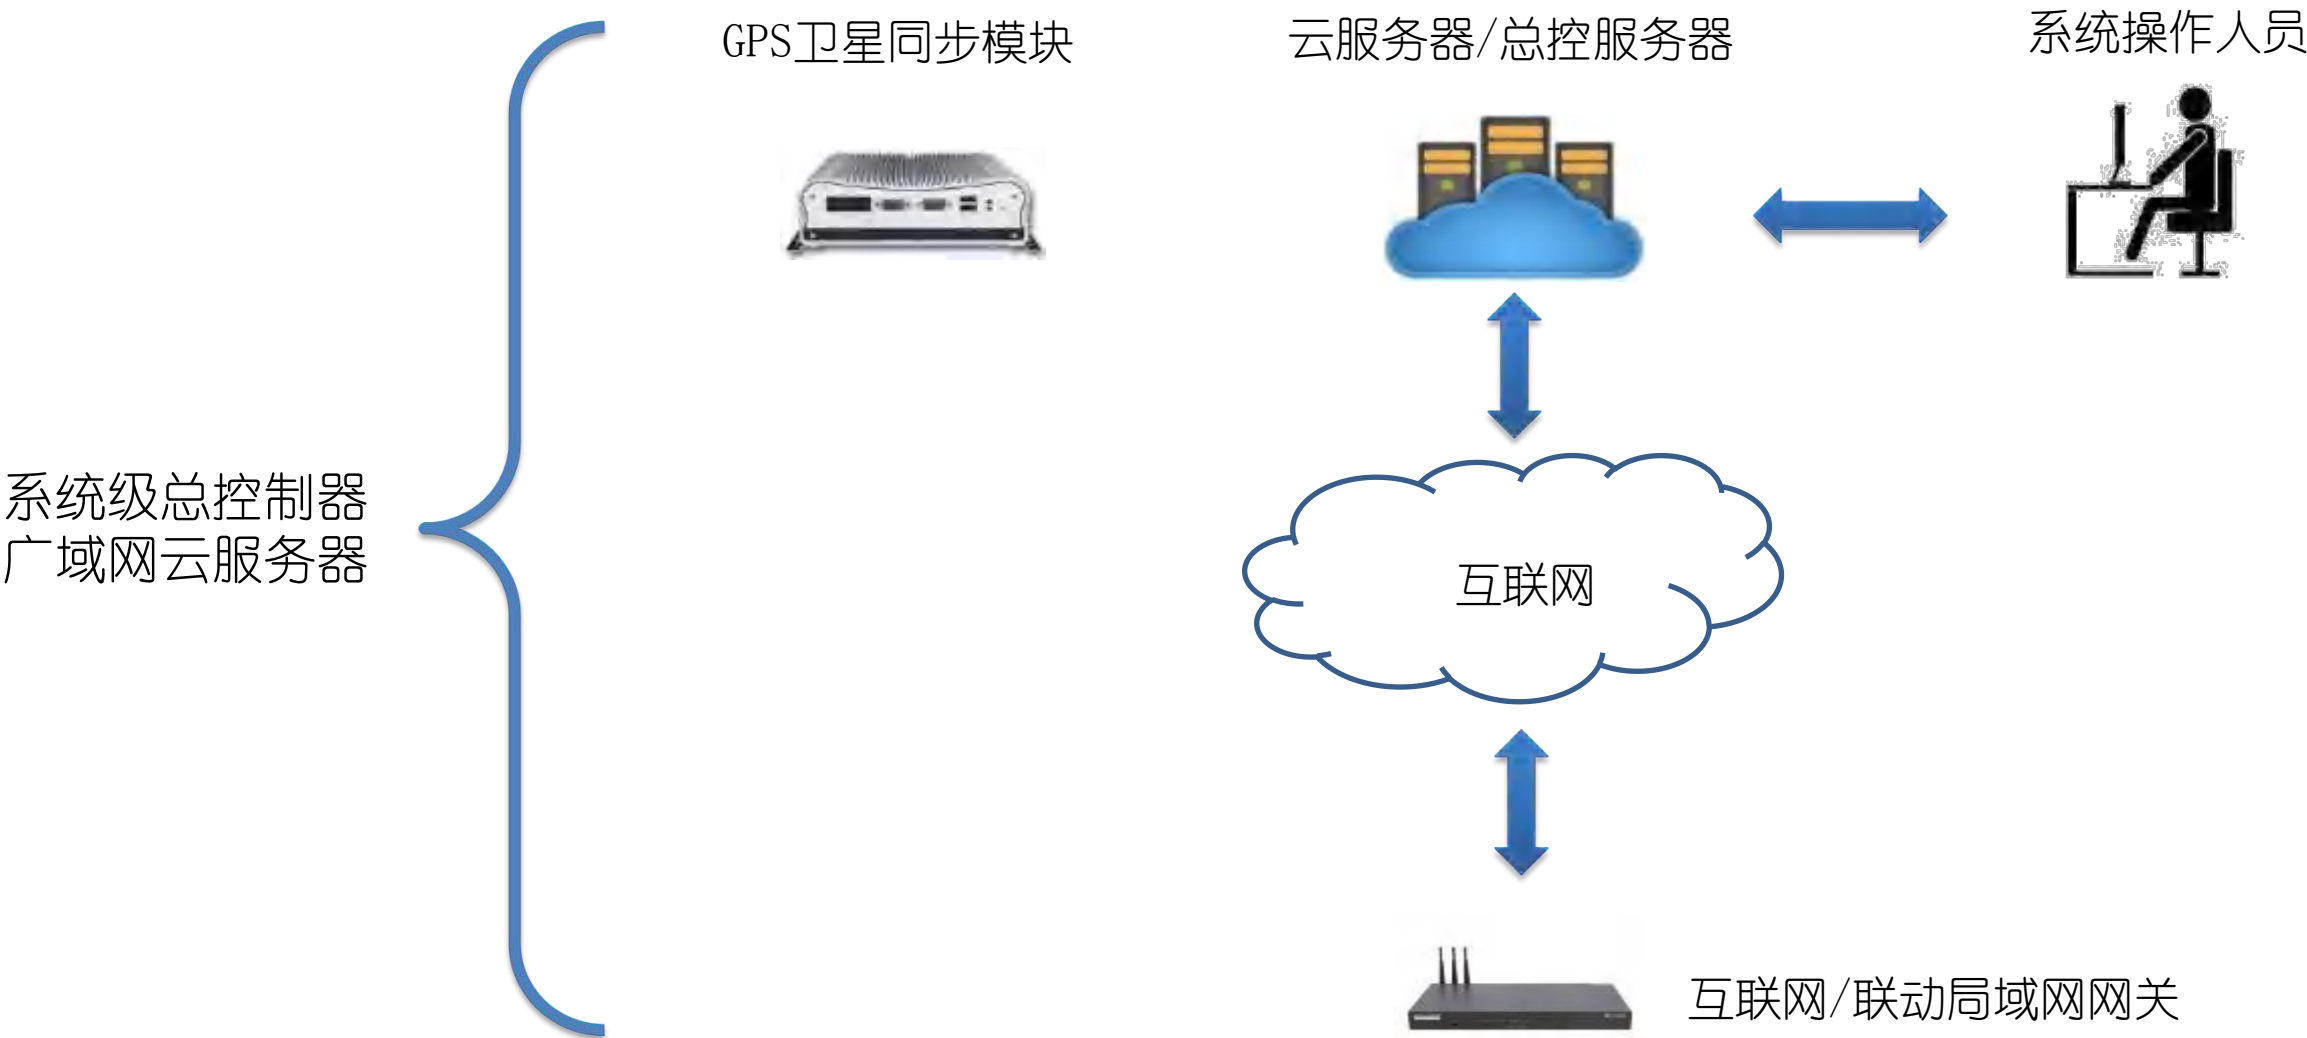 GPS卫星同步模块
云服务器/总控服务器
系统操作人员
系统级总控制器
广域网云服务器
互联网
互联网/联动局域网网关